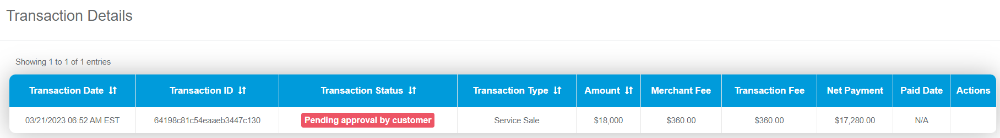 Transaction Details
Showing 1 to 1 of 1 entries
Transaction Date Transaction ID Transaction Status Transaction Type Amount Merchant Fee Transaction Fee Net Payment Paid Date Actions
03/21/2023 06:52 AM EST 64198c81c54eaaeb3447c130 Pending approval by customer Service Sale $18,000 $360.00 $360.00 $17,280.00 N/A